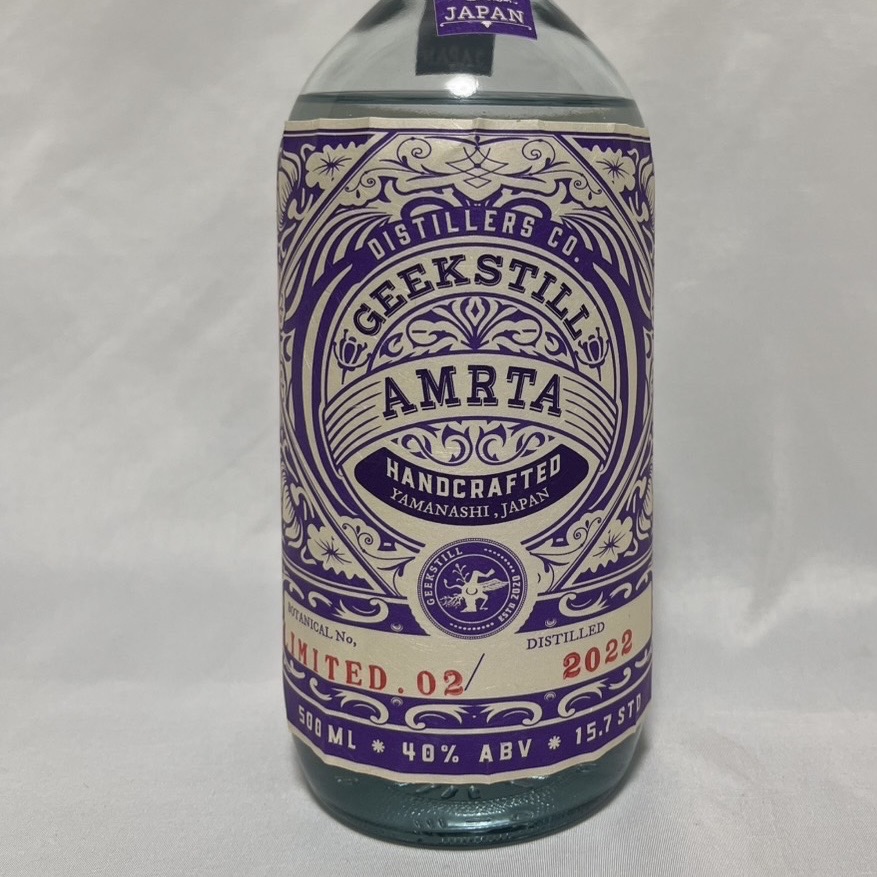 JAPAN
DISTILLERS CO.
GEEKSTILL
AMRTA
HANDCRAFTED
YAMANASHI, JAPAN
GEEKSTILL
ESTD 2020
BOTANICAL No,
LIMITED. 02/
DISTILLED
2022
500 ML * 40% ABV * 15.7 STD